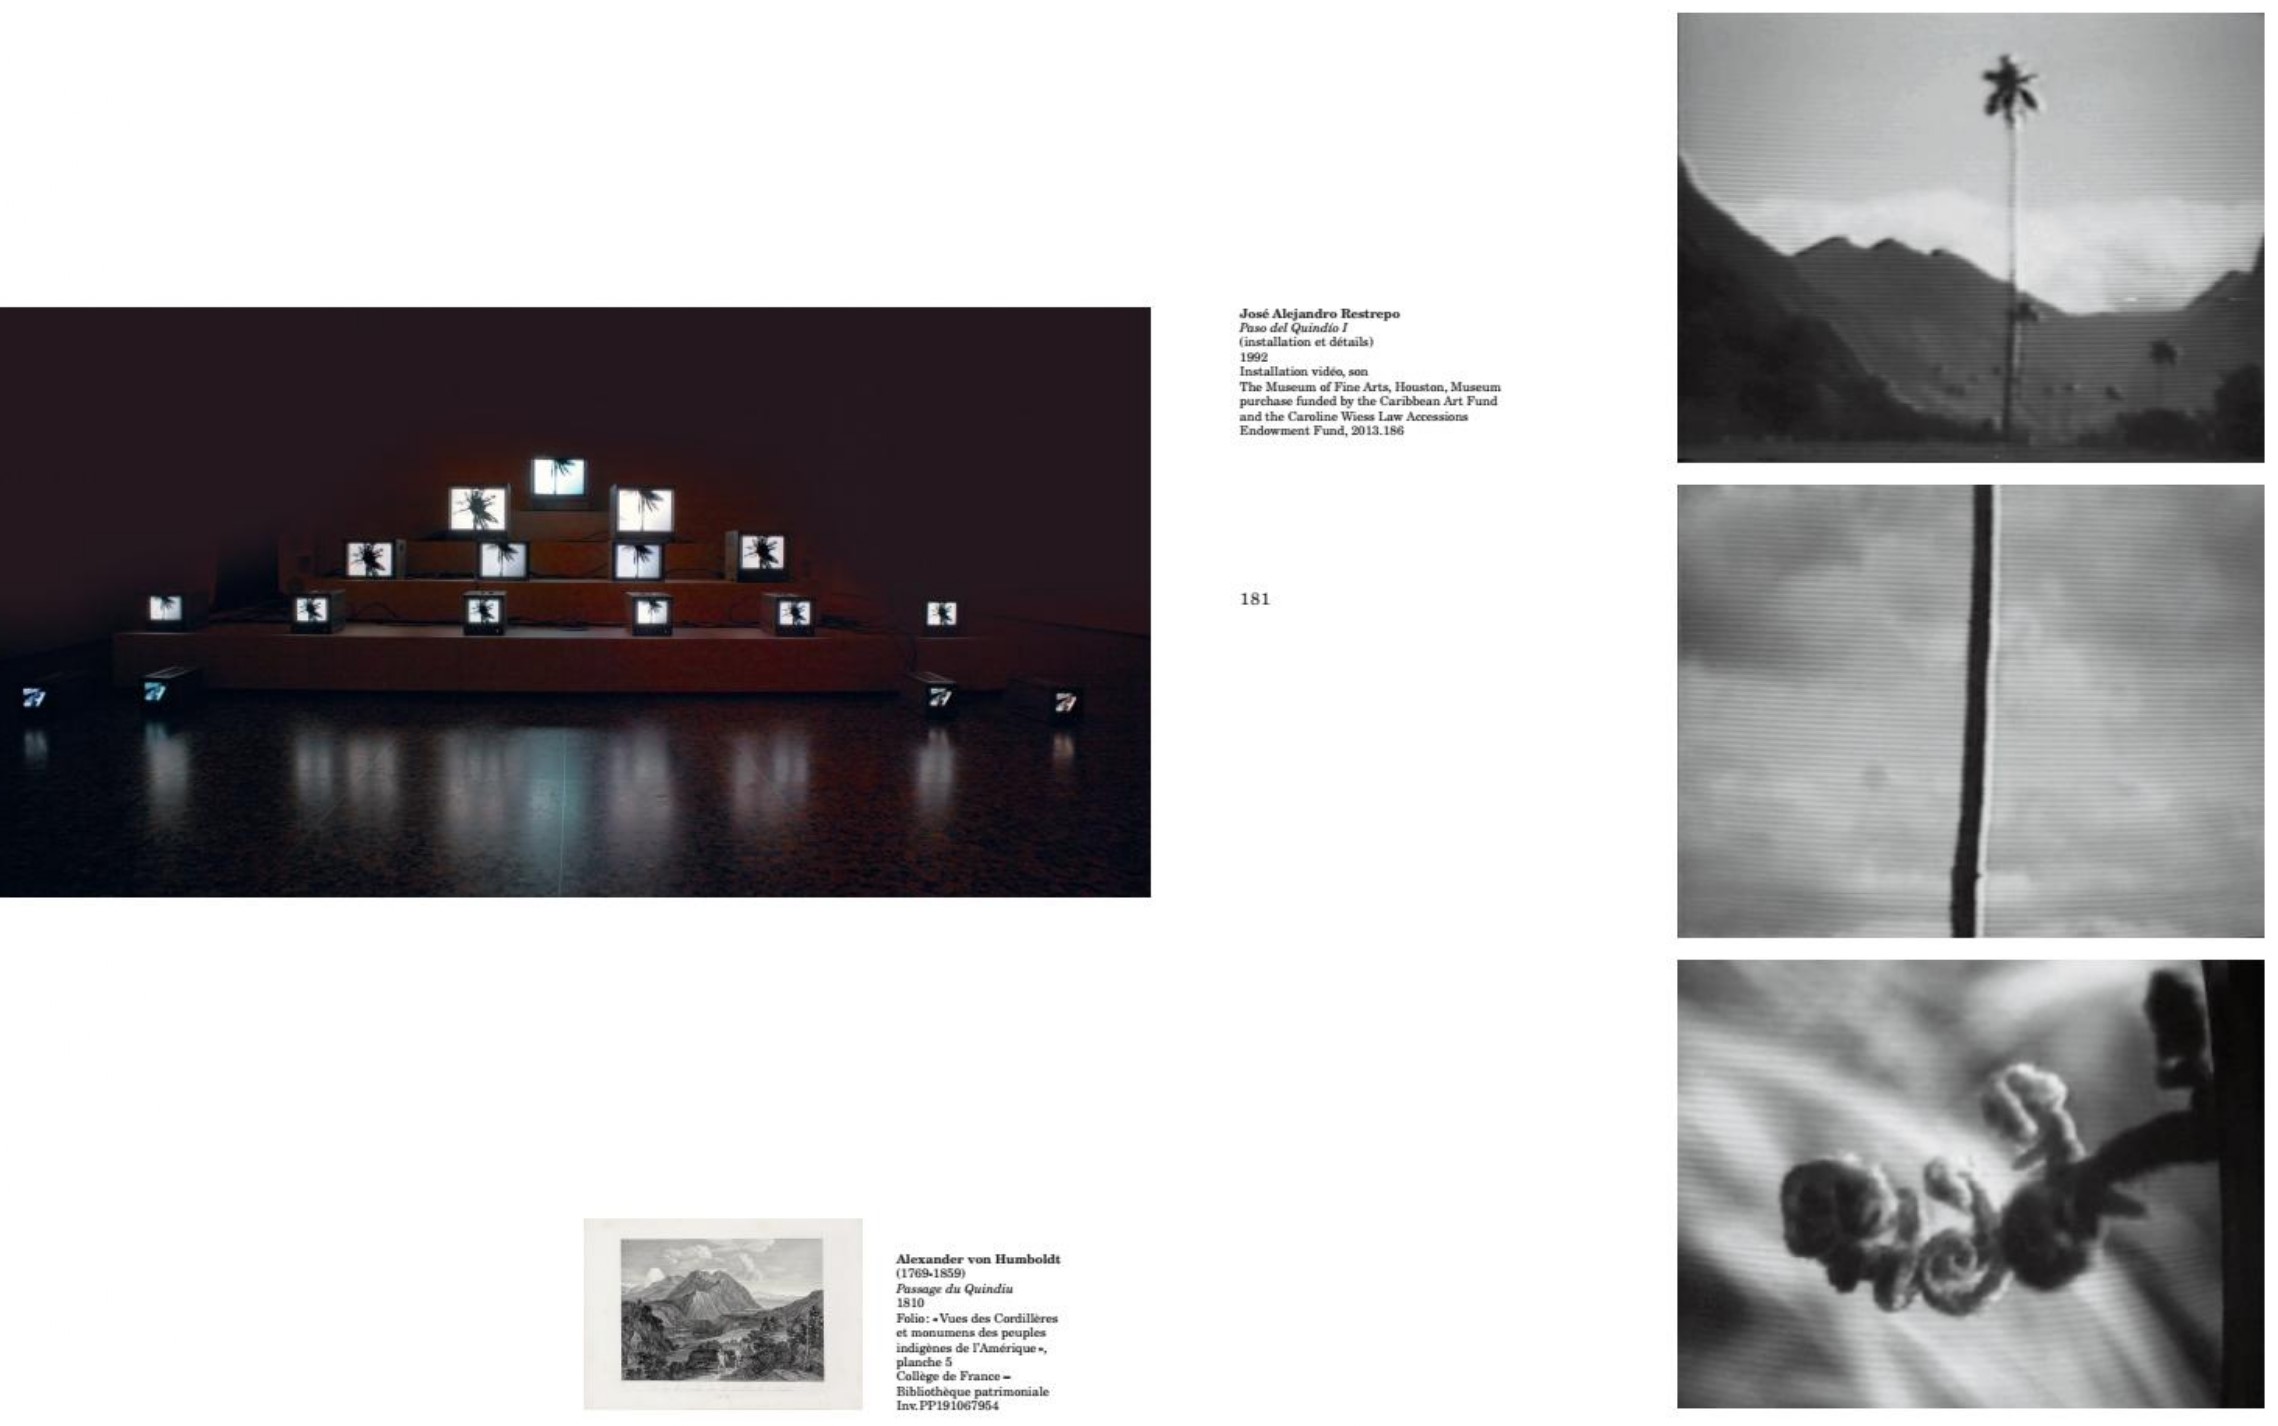 José Alejandro Restrepo
Paso del Quindío I
(installation et détails)
1992
Installation vidéo, son
The Museum of Fine Arts, Houston, Museum
purchase funded by the Caribbean Art Fund
and the Caroline Wiess Law Accessions
Endowment Fund, 2013.186
181
Alexander von Humboldt
(1769-1859)
Passage du Quindiu
1810
Folio : « Vues des Cordillères
et monumens des peuples
indigènes de l'Amérique »,
planche 5
Collège de France –
Bibliothèque patrimoniale
Inv. PP191067954